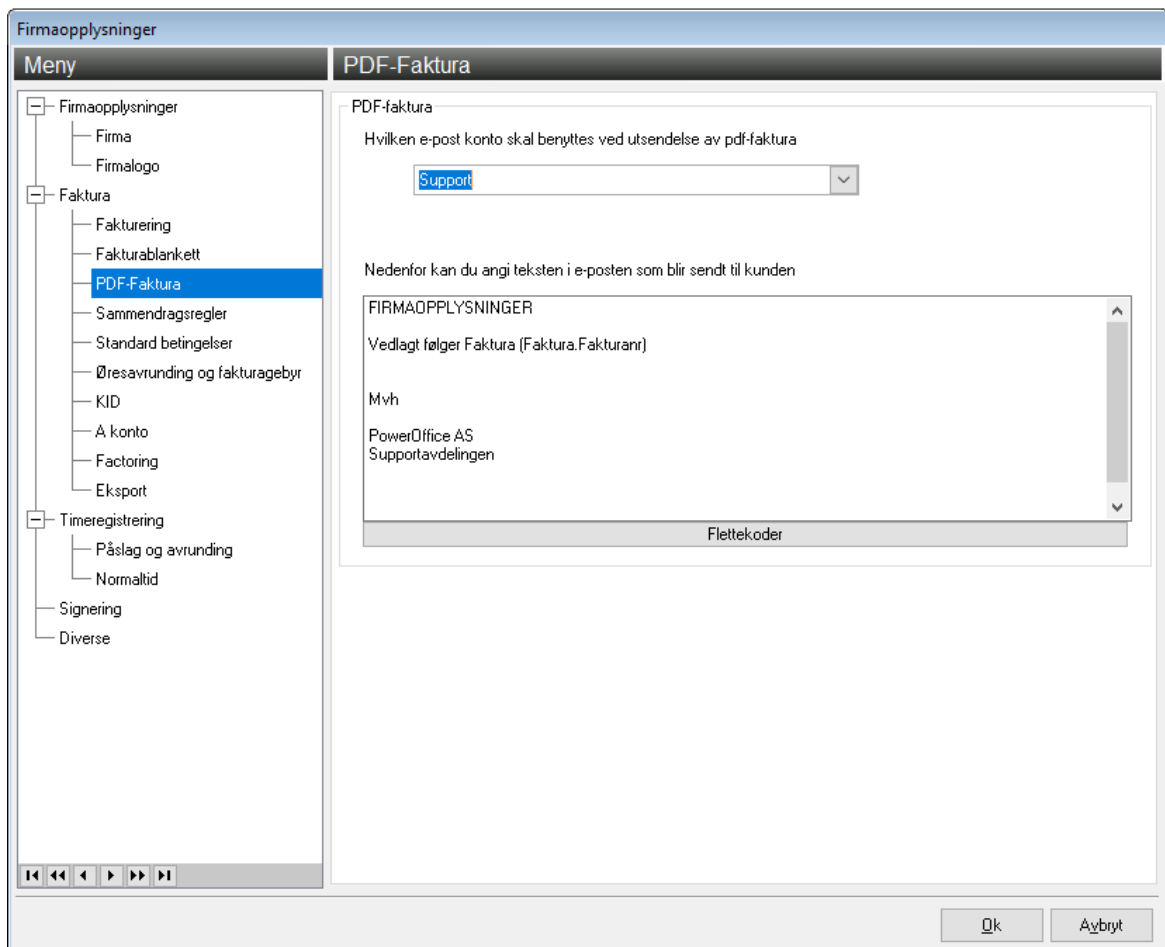 Firmaopplysninger
Meny
PDF-Faktura
Firmaopplysninger
Firma
Firmalogo
Faktura
Fakturering
Fakturablankett
PDF-Faktura
Sammendragsregler
Standard betingelser
Øresavrunding og fakturagebyr
KID
A konto
Factoring
Eksport
Timeregistrering
Påslag og avrunding
Normaltid
Signering
Diverse
PDF-faktura
Hvilken e-post konto skal benyttes ved utsendelse av pdf-faktura
Support
Nedenfor kan du angi teksten i e-posten som blir sendt til kunden
FIRMAOPPLYSNINGER
Vedlagt følger Faktura (Faktura.Fakturanr)
Mvh
PowerOffice AS
Supportavdelingen
Flettekoder
Ok
Avbryt